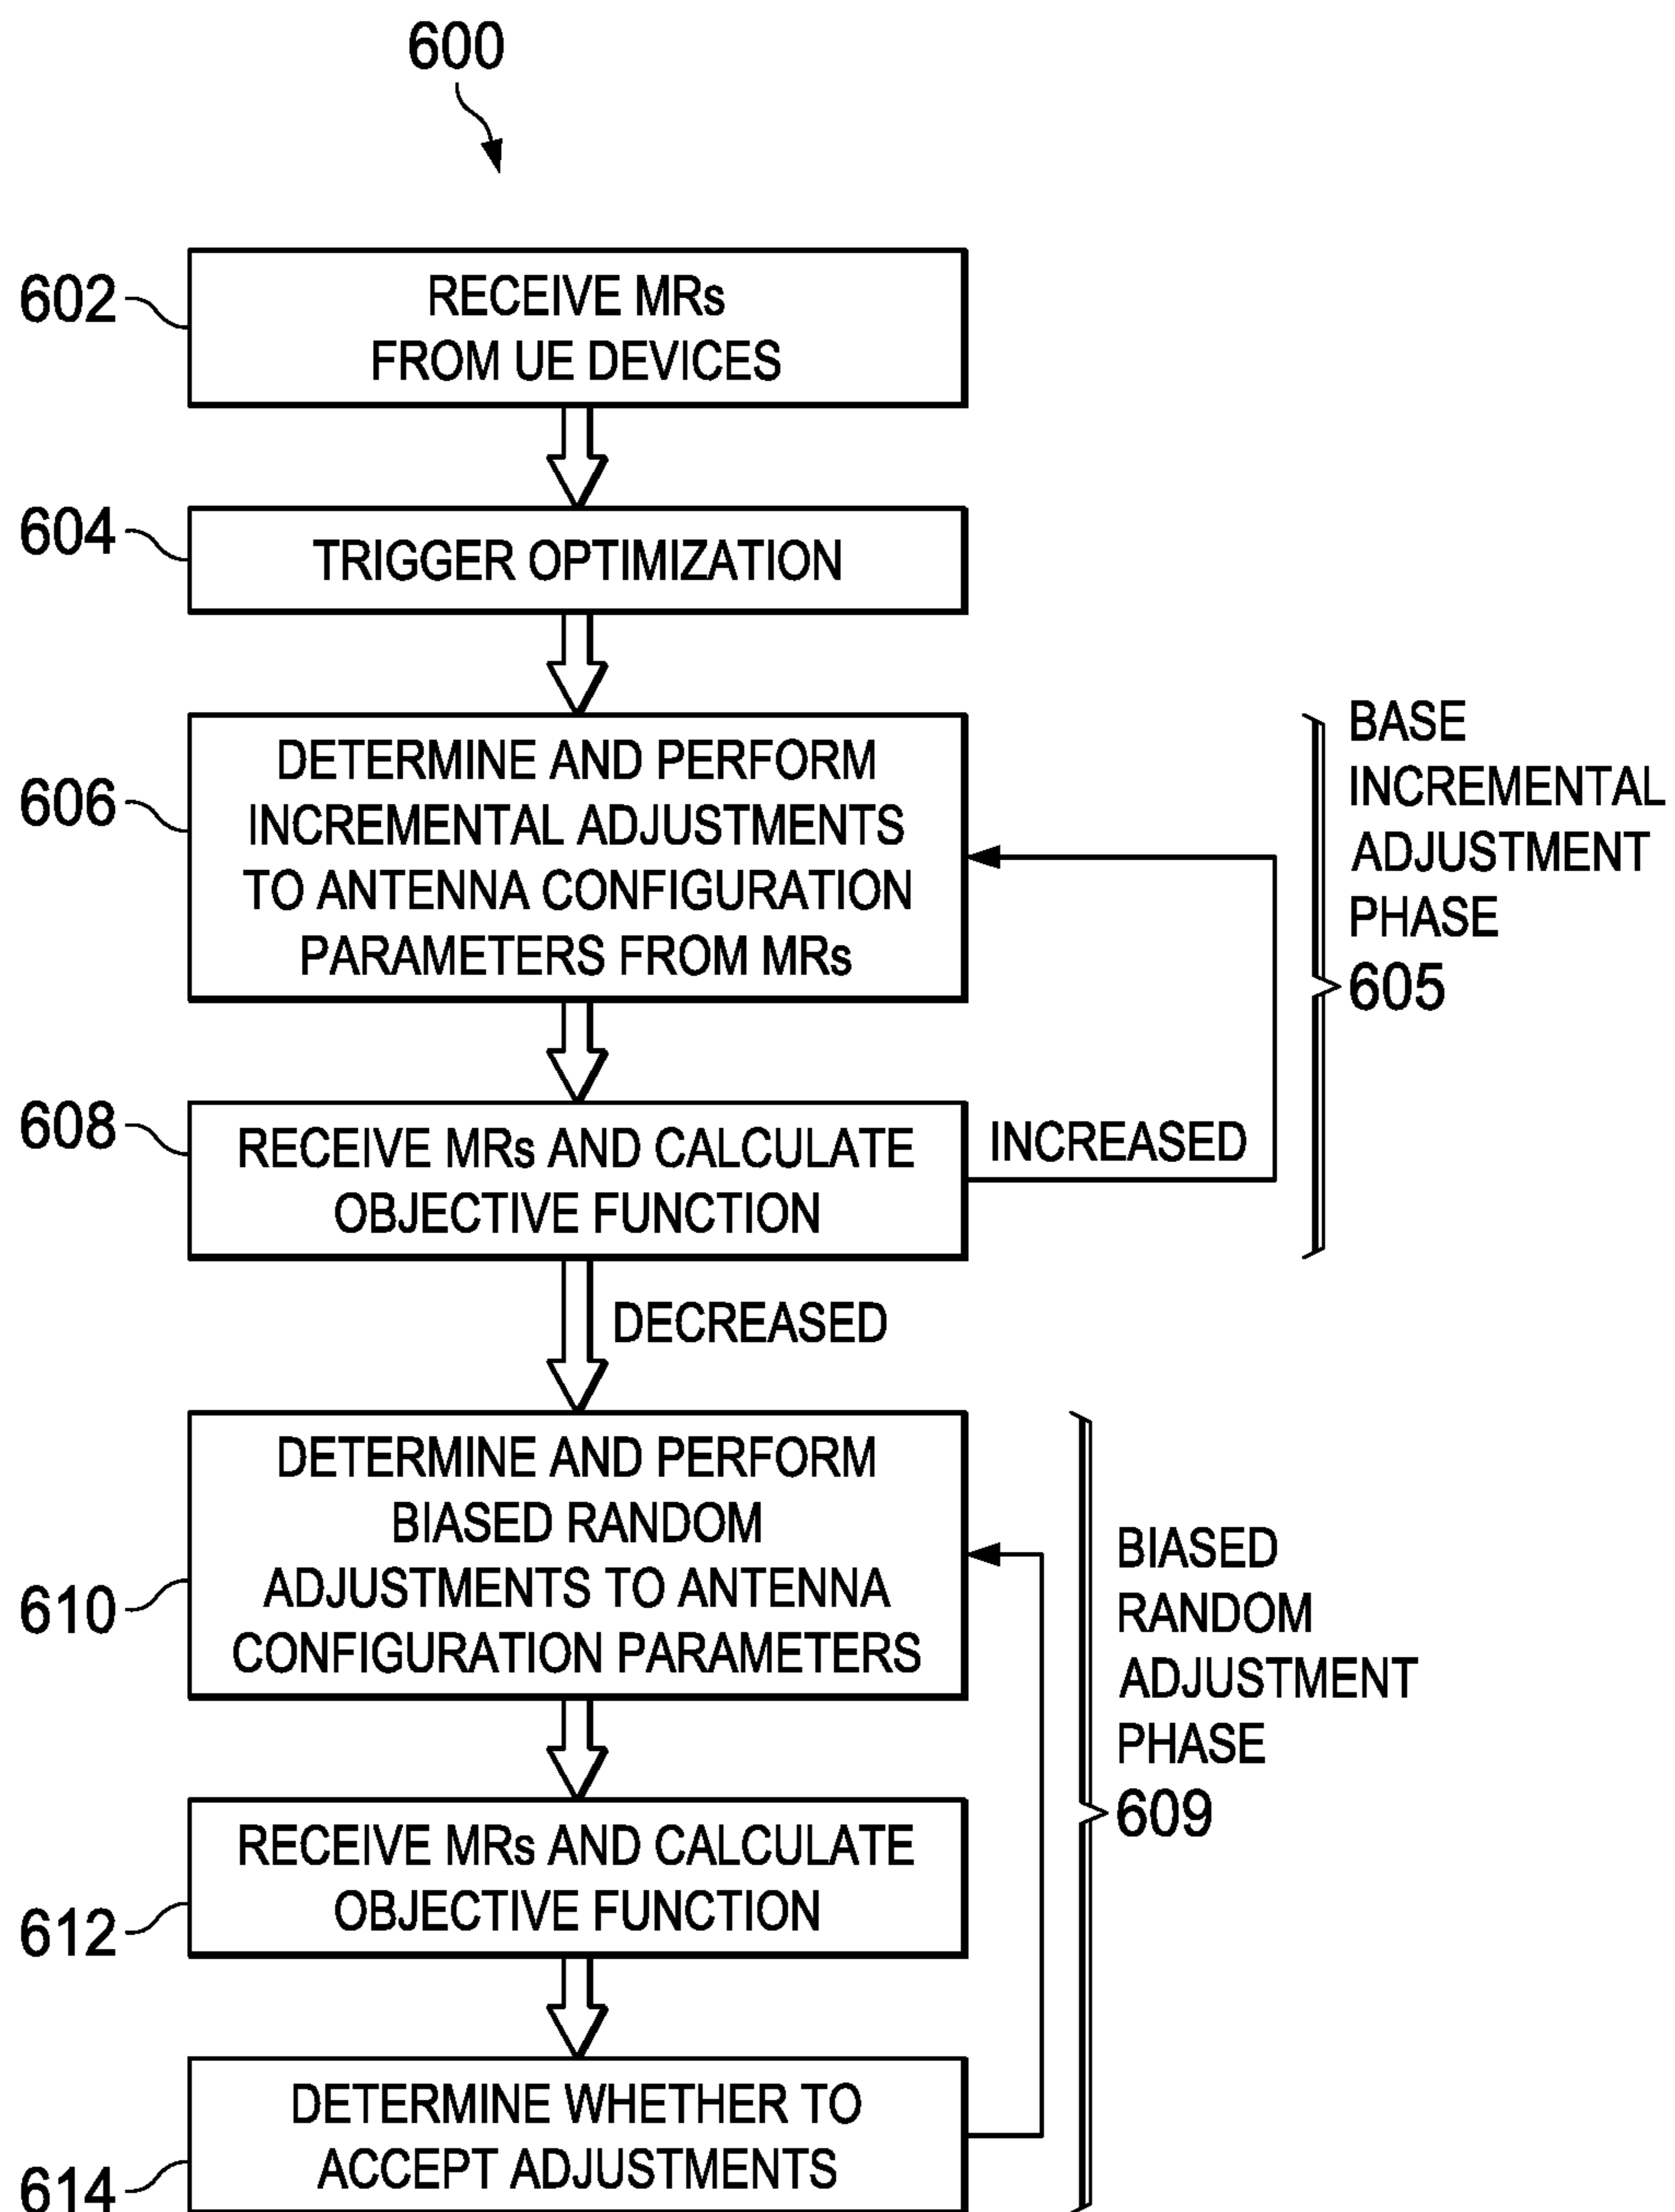 600
602
RECEIVE MRs
FROM UE DEVICES
604
TRIGGER OPTIMIZATION
606
DETERMINE AND PERFORM
INCREMENTAL ADJUSTMENTS
TO ANTENNA CONFIGURATION
PARAMETERS FROM MRs
BASE
INCREMENTAL
ADJUSTMENT
PHASE
605
608
RECEIVE MRs AND CALCULATE
OBJECTIVE FUNCTION
INCREASED
DECREASED
610
DETERMINE AND PERFORM
BIASED RANDOM
ADJUSTMENTS TO ANTENNA
CONFIGURATION PARAMETERS
BIASED
RANDOM
ADJUSTMENT
PHASE
609
612
RECEIVE MRs AND CALCULATE
OBJECTIVE FUNCTION
614
DETERMINE WHETHER TO
ACCEPT ADJUSTMENTS